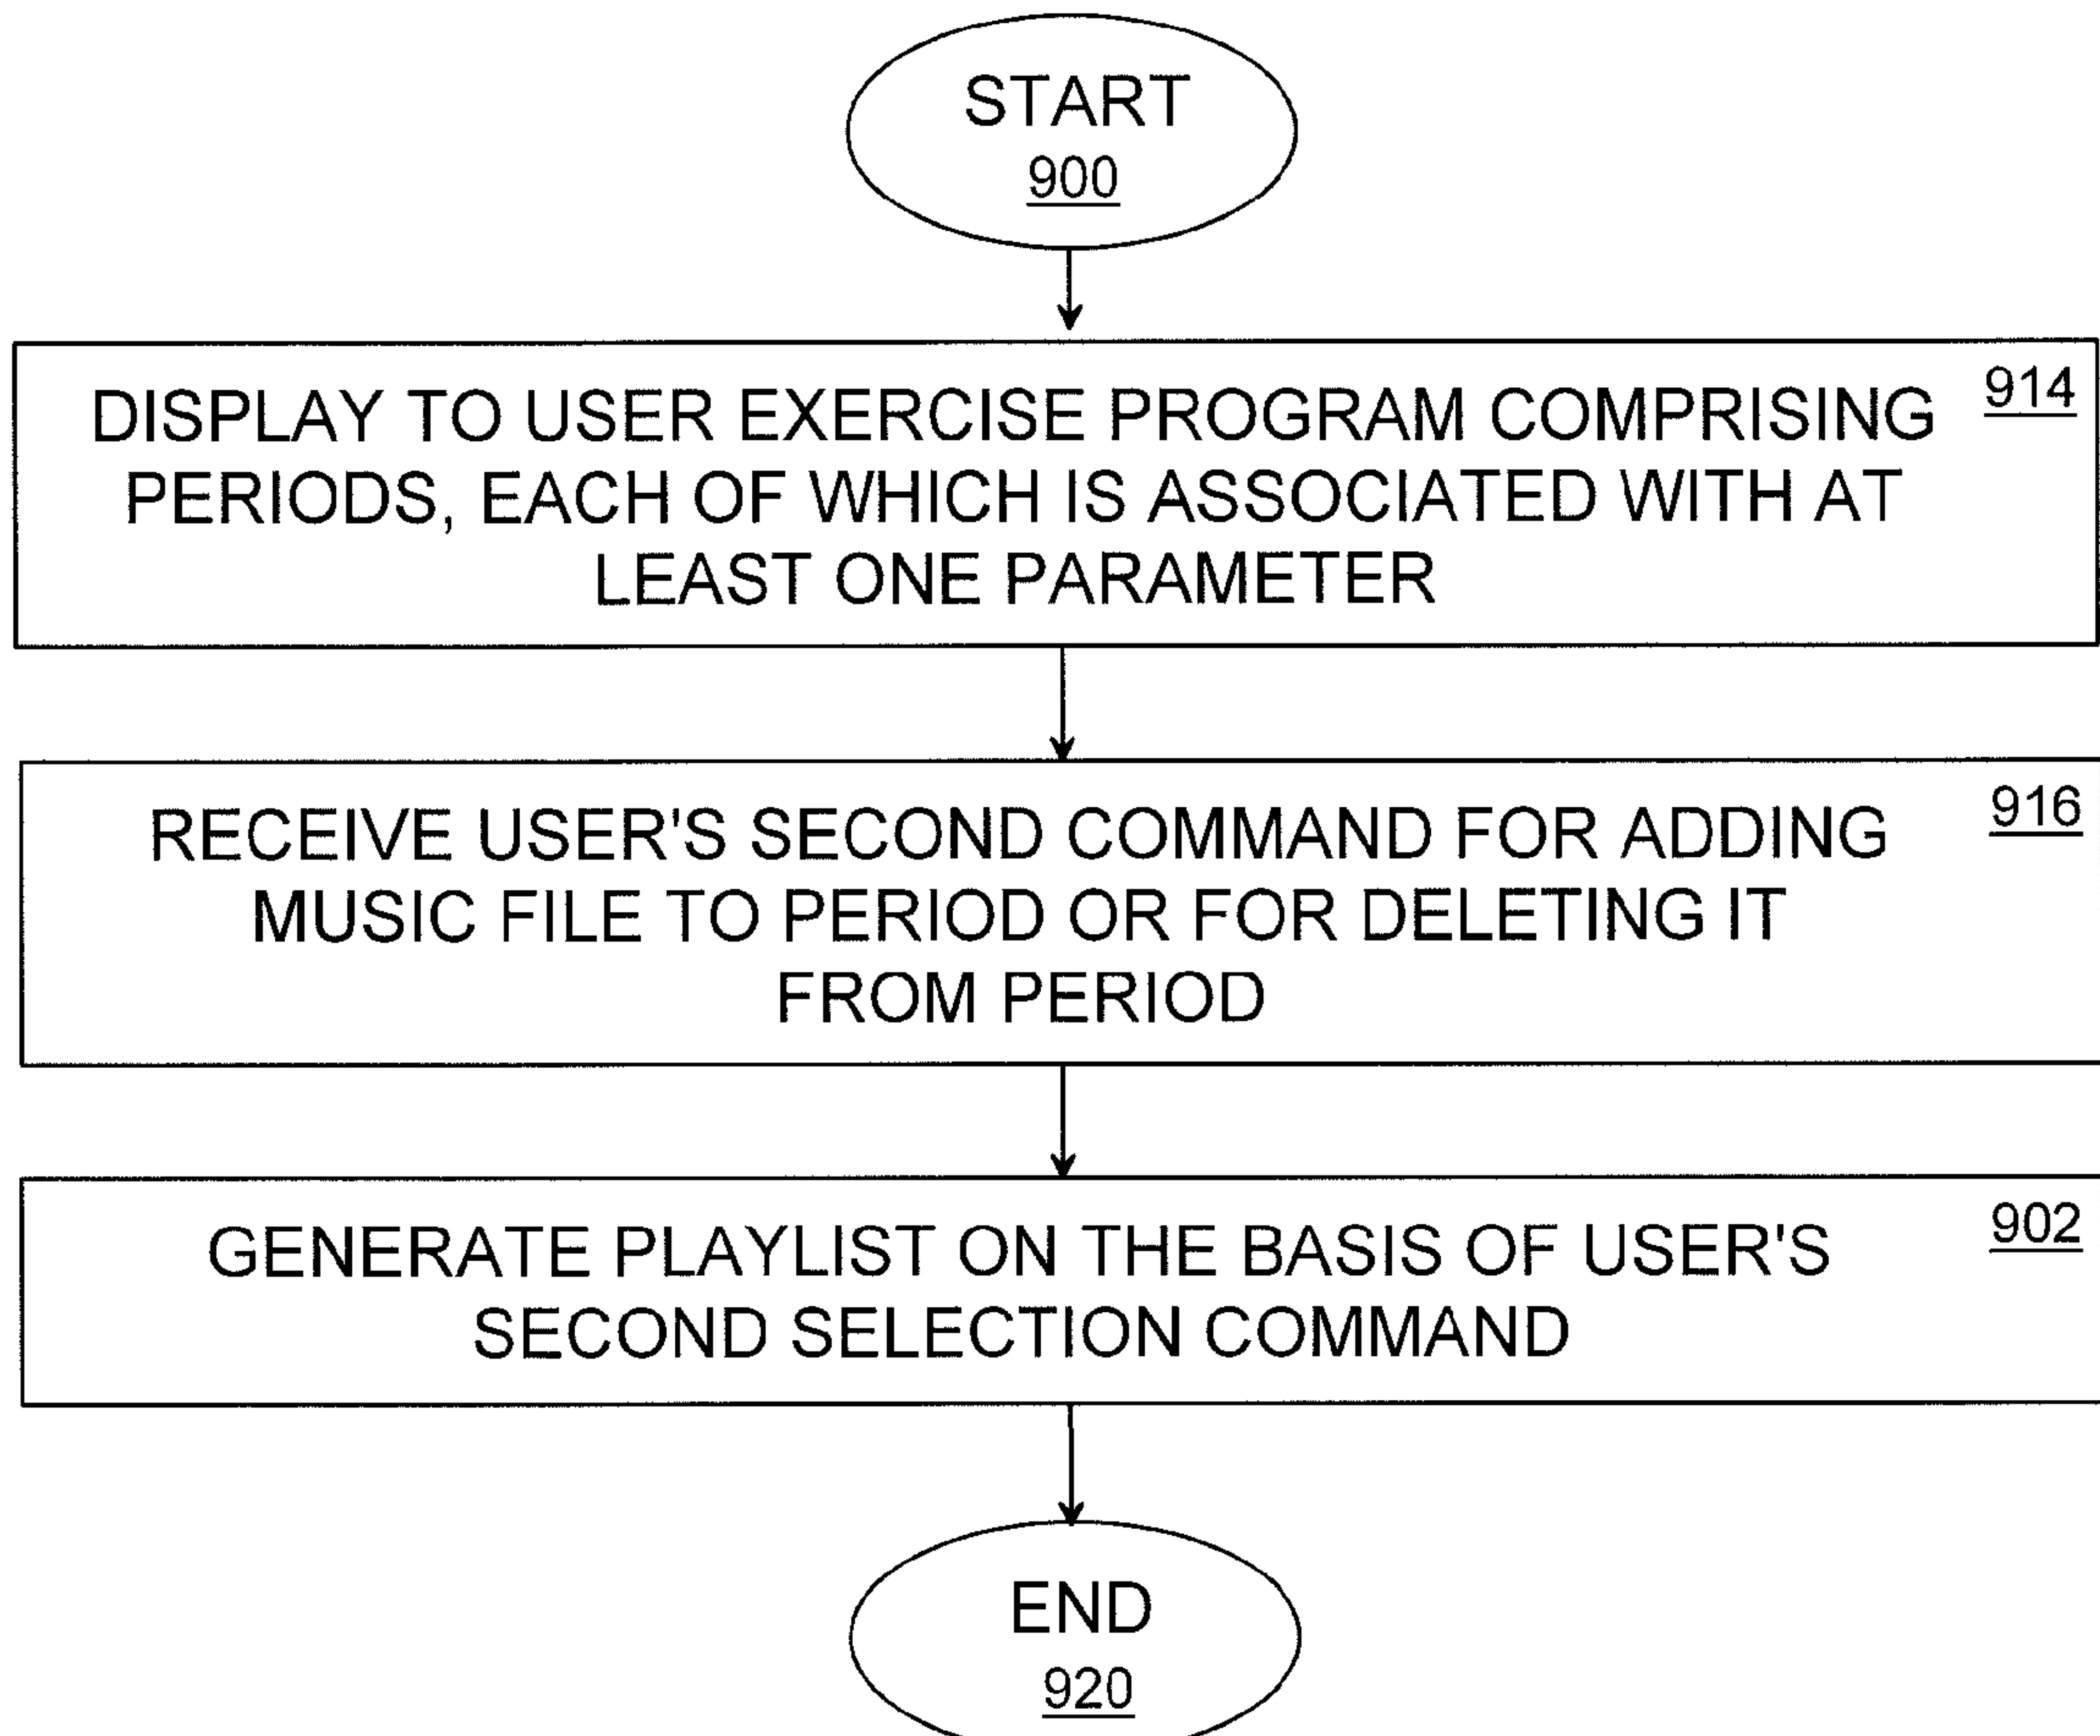 START
900
914
DISPLAY TO USER EXERCISE PROGRAM COMPRISING
PERIODS, EACH OF WHICH IS ASSOCIATED WITH AT
LEAST ONE PARAMETER
916
RECEIVE USER'S SECOND COMMAND FOR ADDING
MUSIC FILE TO PERIOD OR FOR DELETING IT
FROM PERIOD
902
GENERATE PLAYLIST ON THE BASIS OF USER'S
SECOND SELECTION COMMAND
END
920